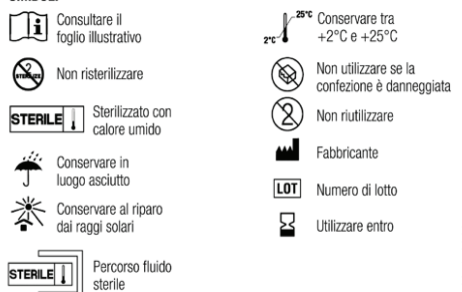 Consultare il
foglio illustrativo
Non risterilizzare
STERILE
Sterilizzato con
calore umido
Conservare in
luogo asciutto
Conservare al riparo
dai raggi solari
STERILE
Percorso fluido
sterile
2°C
25°C
Conservare tra
+2°C e +25°C
Non utilizzare se la
confezione è danneggiata
2
Non riutilizzare
Fabbricante
LOT
Numero di lotto
Utilizzare entro